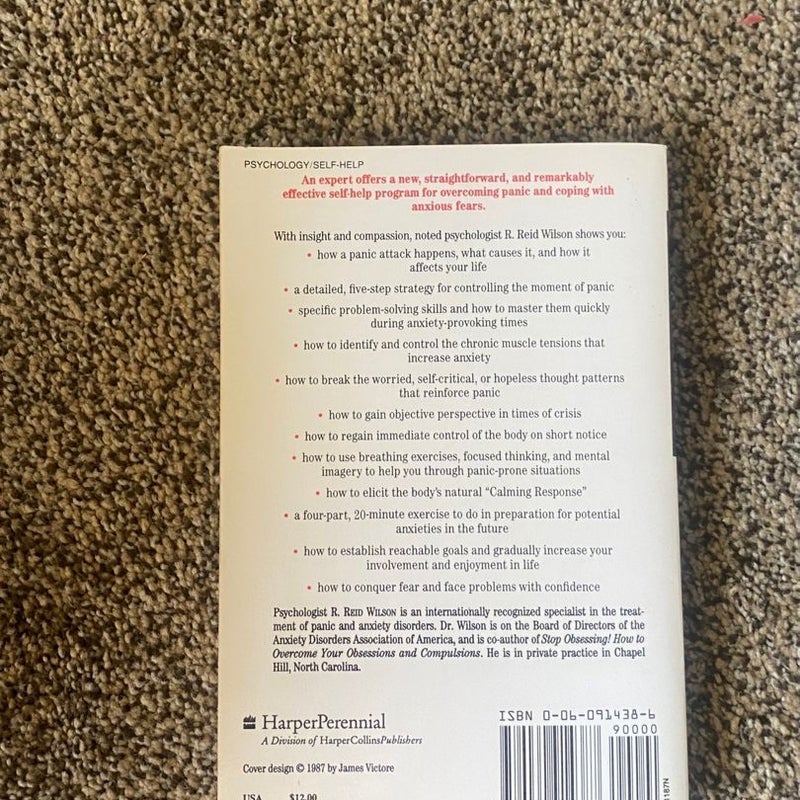 PSYCHOLOGY/SELF-HELP
An expert offers a new, straightforward, and remarkably
effective self-help program for overcoming panic and coping with
anxious fears.
With insight and compassion, noted psychologist R. Reid Wilson shows you:
• how a panic attack happens, what causes it, and how it
affects your life
• a detailed, five-step strategy for controlling the moment of panic
• specific problem-solving skills and how to master them quickly
during anxiety-provoking times
• how to identify and control the chronic muscle tensions that
increase anxiety
• how to break the worried, self-critical, or hopeless thought patterns
that reinforce panic
• how to gain objective perspective in times of crisis
• how to regain immediate control of the body on short notice
• how to use breathing exercises, focused thinking, and mental
imagery to help you through panic-prone situations
• how to elicit the body's natural “Calming Response”
• a four-part, 20-minute exercise to do in preparation for potential
anxieties in the future
• how to establish reachable goals and gradually increase your
involvement and enjoyment in life
• how to conquer fear and face problems with confidence
Psychologist R. REID WILSON is an internationally recognized specialist in the treat-
ment of panic and anxiety disorders. Dr. Wilson is on the Board of Directors of the
Anxiety Disorders Association of America, and is co-author of Stop Obsessing! How to
Overcome Your Obsessions and Compulsions. He is in private practice in Chapel
Hill, North Carolina.
HarperPerennial
A Division of HarperCollinsPublishers
Cover design © 1987 by James Victore
USA $12.00
ISBN 0-06-091438-6
90000